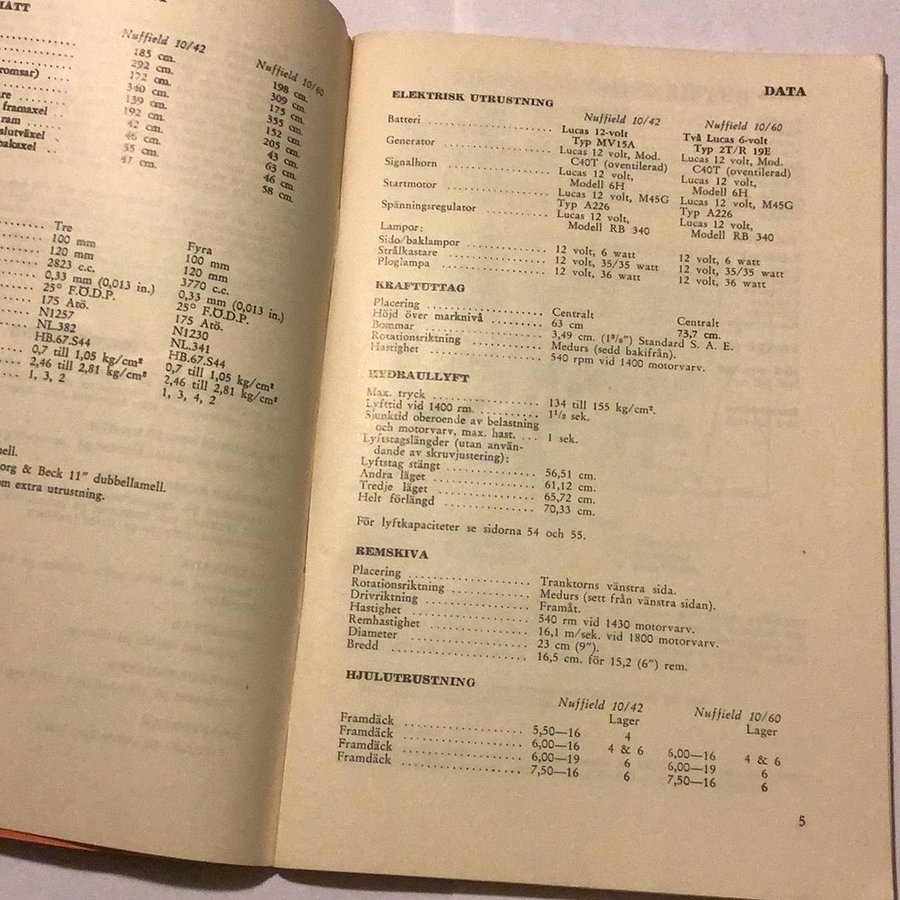 MÅTT
Nuffield 10/42 Nuffield 10/60
185 cm. 198 cm.
292 cm. 309 cm.
172 cm. 175 cm.
340 cm. 355 cm.
139 cm. 152 cm.
framaxel 192 cm. 205 cm.
ram 42 cm. 43 cm.
46 cm. 63 cm.
bakaxel 55 cm. 46 cm.
47 cm. 58 cm.
Tre Fyra
100 mm 100 mm
120 mm 120 mm
2823 c.c. 3770 c.c.
0,33 mm (0,013 in.) 0,33 mm (0,013 in.)
25° F.Ö.D.P. 25° F.Ö.D.P.
175 Atö. 175 Atö.
N1257 N1230
NL.382 NL.341
HB.67.S44 HB.67.S44
0,7 till 1,05 kg/cm² 0,7 till 1,05 kg/cm²
2,46 till 2,81 kg/cm² 2,46 till 2,81 kg/cm²
1, 3, 2 1, 3, 4, 2
org & Beck 11” dubbellamell.
om extra utrustning.
DATA
ELEKTRISK UTRUSTNING
Nuffield 10/42 Nuffield 10/60
Batteri Lucas 12-volt Två Lucas 6-volt
Typ MV15A Typ 2T/R 19E
Generator Lucas 12 volt, Mod. Lucas 12 volt, Mod.
C40T (oventilerad) C40T (oventilerad)
Signalhorn Lucas 12 volt, Lucas 12 volt,
Modell 6H Modell 6H
Startmotor Lucas 12 volt, M45G Lucas 12 volt, M45G
Typ A226 Typ A226
Spänningsregulator Lucas 12 volt, Lucas 12 volt,
Modell RB 340 Modell RB 340
Lampor:
Sido/baklampor 12 volt, 6 watt 12 volt, 6 watt
Strålkastare 12 volt, 35/35 watt 12 volt, 35/35 watt
Ploglampa 12 volt, 36 watt 12 volt, 36 watt
KRAFTUTTAG
Placering Centralt Centralt
Höjd över marknivå 63 cm 73,7 cm.
Bommar 3,49 cm. (1³/₈”) Standard S. A. E.
Rotationsriktning Medurs (sedd bakifrån).
Hastighet 540 rpm vid 1400 motorvarv.
HYDRAULLYFT
Max. tryck 134 till 155 kg/cm².
Lyfttid vid 1400 rm. 1¹/₂ sek.
Sjunktid oberoende av belastning
och motorvarv, max. hast. 1 sek.
Lyftstagslängder (utan använ-
dande av skruvjustering):
Lyftstag stängt 56,51 cm.
Andra läget 61,12 cm.
Tredje läget 65,72 cm.
Helt förlängd 70,33 cm.
För lyftkapaciteter se sidorna 54 och 55.
REMSKIVA
Placering Tranktorns vänstra sida.
Rotationsriktning Medurs (sett från vänstra sidan).
Drivriktning Framåt.
Hastighet 540 rm vid 1430 motorvarv.
Remhastighet 16,1 m/sek. vid 1800 motorvarv.
Diameter 23 cm (9”).
Bredd 16,5 cm. för 15,2 (6”) rem.
HJULUTRUSTNING
Nuffield 10/42 Nuffield 10/60
Lager Lager
Framdäck 5,50—16 4
Framdäck 6,00—16 4 & 6 6,00—16 4 & 6
Framdäck 6,00—19 6 6,00—19 6
Framdäck 7,50—16 6 7,50—16 6
5